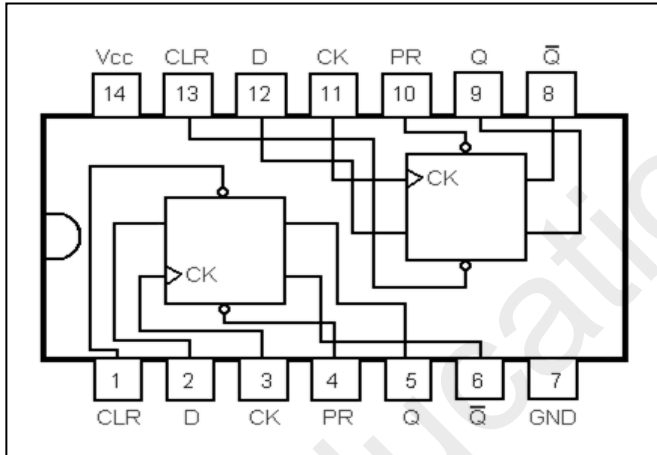 Vcc CLR D CK PR Q Q̅
14 13 12 11 10 9 8
CK
CK
1 2 3 4 5 6 7
CLR D CK PR Q Q̅ GND